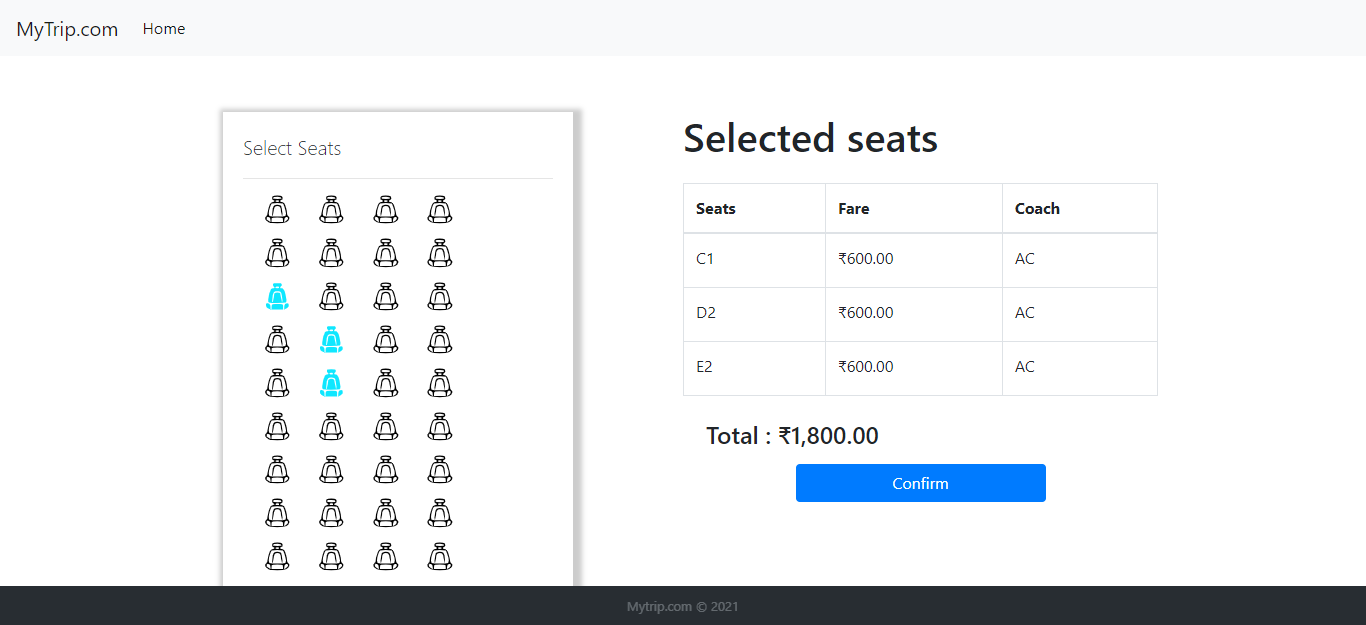 MyTrip.com Home
Select Seats
Selected seats
Seats Fare Coach
C1 ₹600.00 AC
D2 ₹600.00 AC
E2 ₹600.00 AC
Total : ₹1,800.00
Confirm
Mytrip.com © 2021